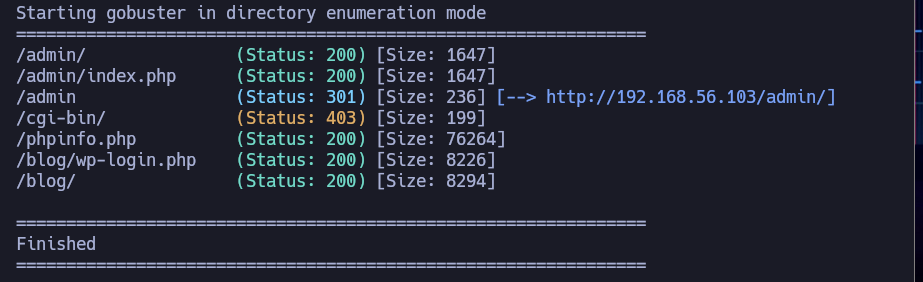 Starting gobuster in directory enumeration mode
===============================================================
/admin/               (Status: 200) [Size: 1647]
/admin/index.php      (Status: 200) [Size: 1647]
/admin                (Status: 301) [Size: 236] [--> http://192.168.56.103/admin/]
/cgi-bin/             (Status: 403) [Size: 199]
/phpinfo.php          (Status: 200) [Size: 76264]
/blog/wp-login.php    (Status: 200) [Size: 8226]
/blog/                (Status: 200) [Size: 8294]
===============================================================
Finished
===============================================================